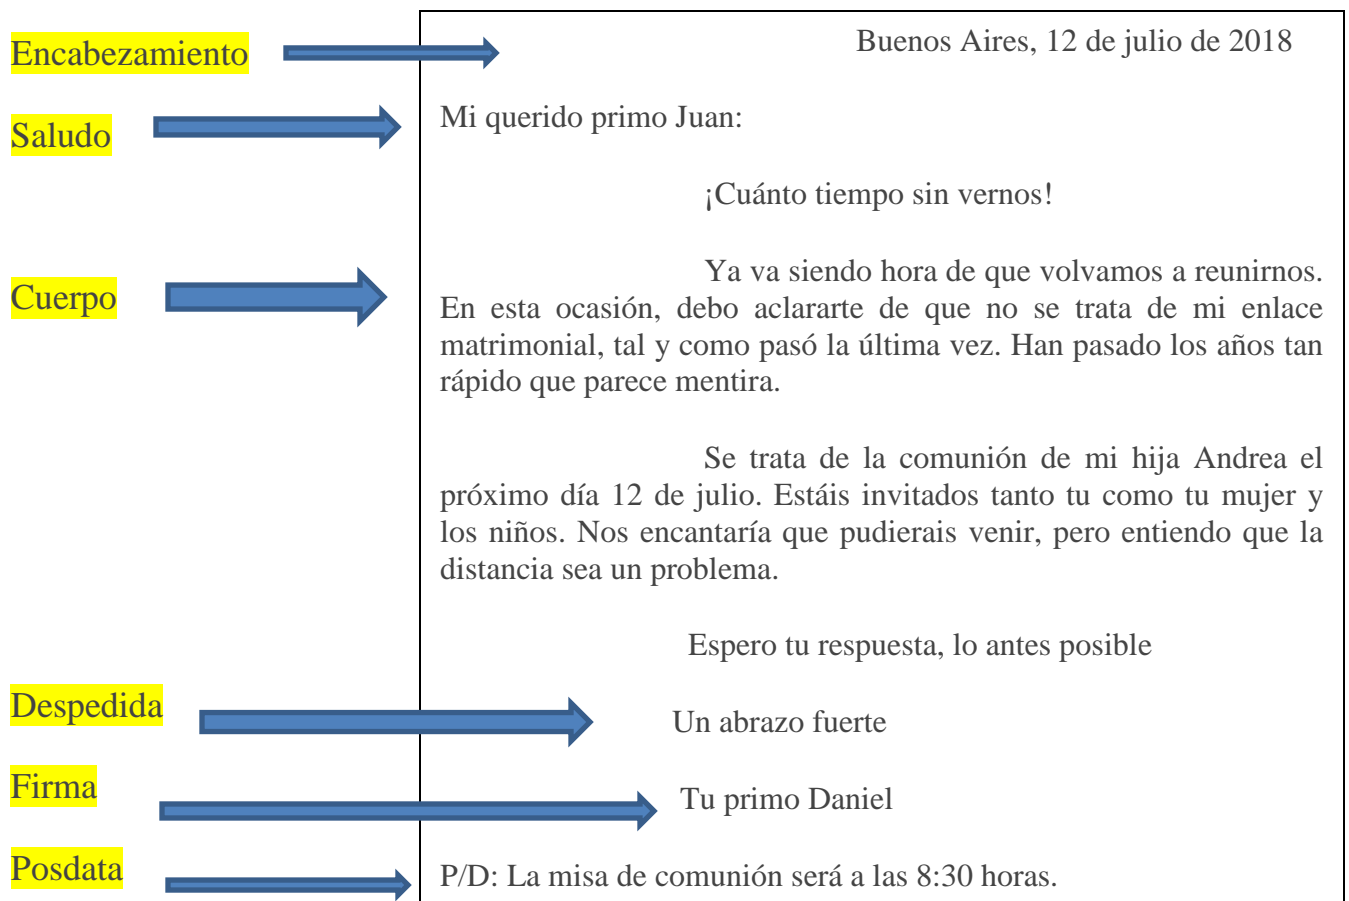 Encabezamiento
Buenos Aires, 12 de julio de 2018
Saludo
Mi querido primo Juan:
¡Cuánto tiempo sin vernos!
Cuerpo
Ya va siendo hora de que volvamos a reunirnos.
En esta ocasión, debo aclararte de que no se trata de mi enlace
matrimonial, tal y como pasó la última vez. Han pasado los años tan
rápido que parece mentira.
Se trata de la comunión de mi hija Andrea el
próximo día 12 de julio. Estáis invitados tanto tu como tu mujer y
los niños. Nos encantaría que pudierais venir, pero entiendo que la
distancia sea un problema.
Espero tu respuesta, lo antes posible
Despedida
Un abrazo fuerte
Firma
Tu primo Daniel
Posdata
P/D: La misa de comunión será a las 8:30 horas.